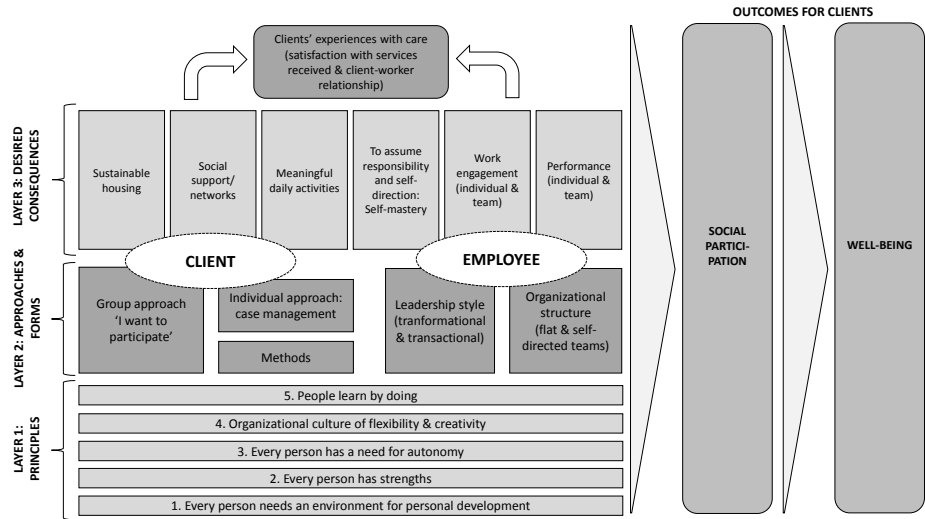 OUTCOMES FOR CLIENTS
Clients' experiences with care
(satisfaction with services
received & client-worker
relationship)
LAYER 3: DESIRED
CONSEQUENCES
Sustainable
housing
Social
support/
networks
Meaningful
daily activities
To assume
responsibility
and self-
direction:
Self-mastery
Work
engagement
(individual &
team)
Performance
(individual &
team)
CLIENT
EMPLOYEE
LAYER 2: APPROACHES &
FORMS
Group approach
'I want to
participate'
Individual approach:
case management
Methods
Leadership style
(tranformational
& transactional)
Organizational
structure
(flat & self-
directed teams)
LAYER 1:
PRINCIPLES
5. People learn by doing
4. Organizational culture of flexibility & creativity
3. Every person has a need for autonomy
2. Every person has strengths
1. Every person needs an environment for personal development
SOCIAL
PARTICI-
PATION
WELL-BEING